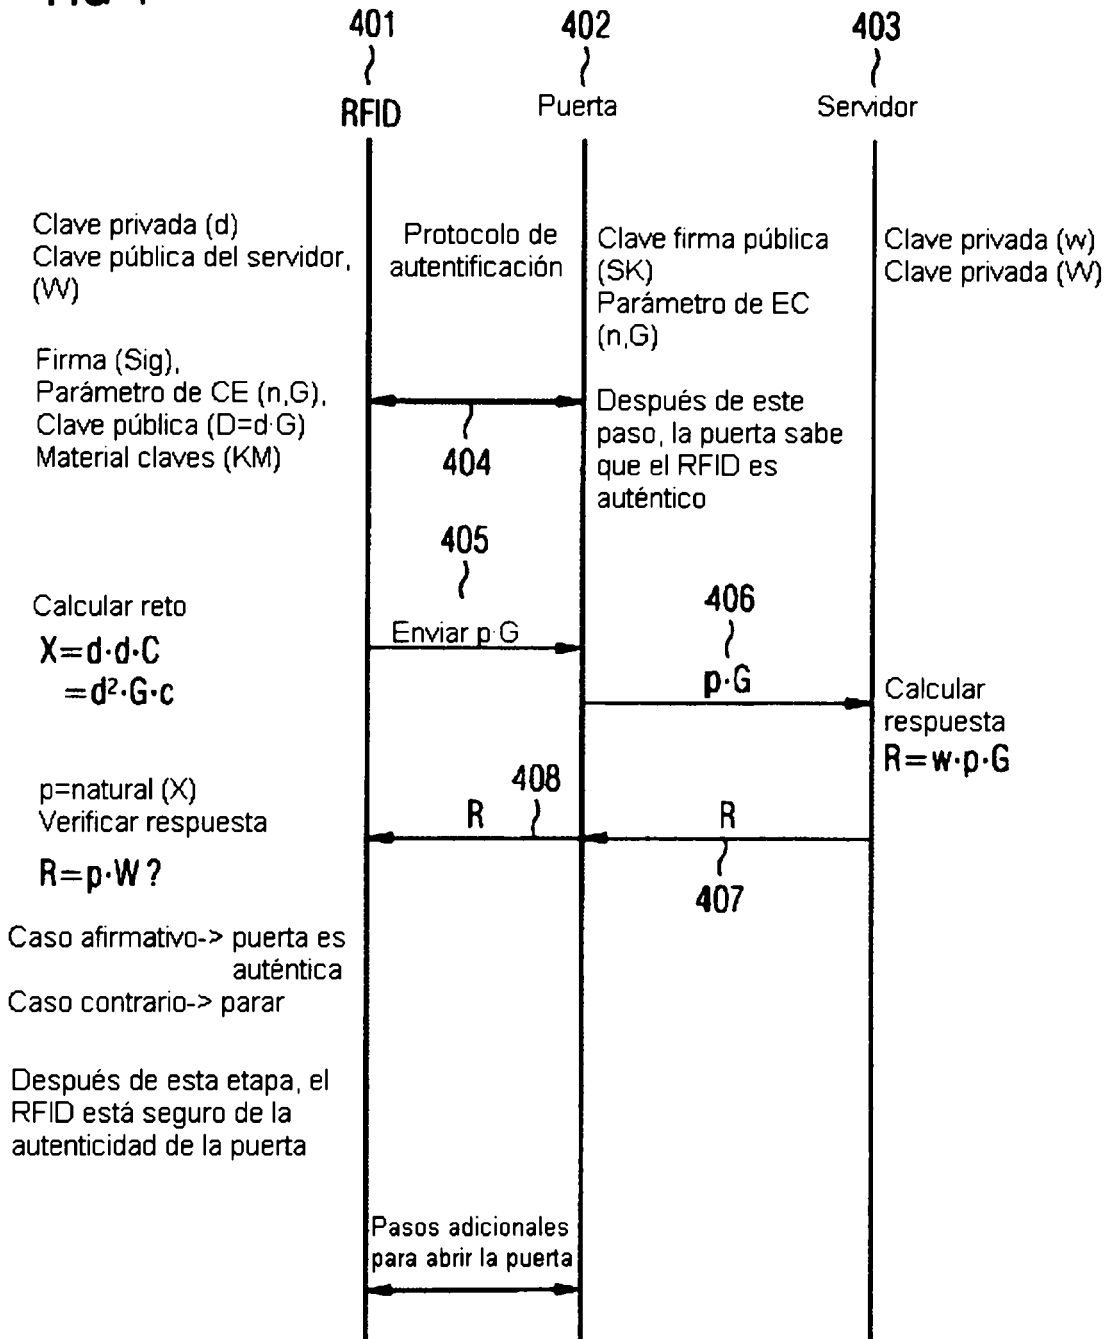 401
402
403
RFID
Puerta
Servidor
Clave privada (d)
Clave pública del servidor,
(W)
Protocolo de
autentificación
Clave firma pública
(SK)
Parámetro de EC
(n,G)
Clave privada (w)
Clave privada (W)
Firma (Sig),
Parámetro de CE (n,G),
Clave pública (D=d·G)
Material claves (KM)
404
Después de este
paso, la puerta sabe
que el RFID es
auténtico
405
Calcular reto
X=d·d·C
=d²·G·c
Enviar p·G
406
p·G
Calcular
respuesta
R=w·p·G
p=natural (X)
Verificar respuesta
R=p·W?
408
R
R
407
Caso afirmativo-> puerta es
auténtica
Caso contrario-> parar
Después de esta etapa, el
RFID está seguro de la
autenticidad de la puerta
Pasos adicionales
para abrir la puerta